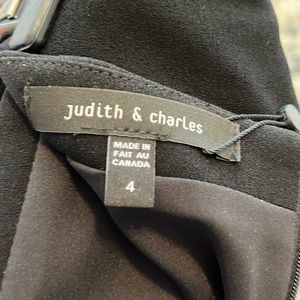 judith & charles
MADE IN
FAIT AU
CANADA
4